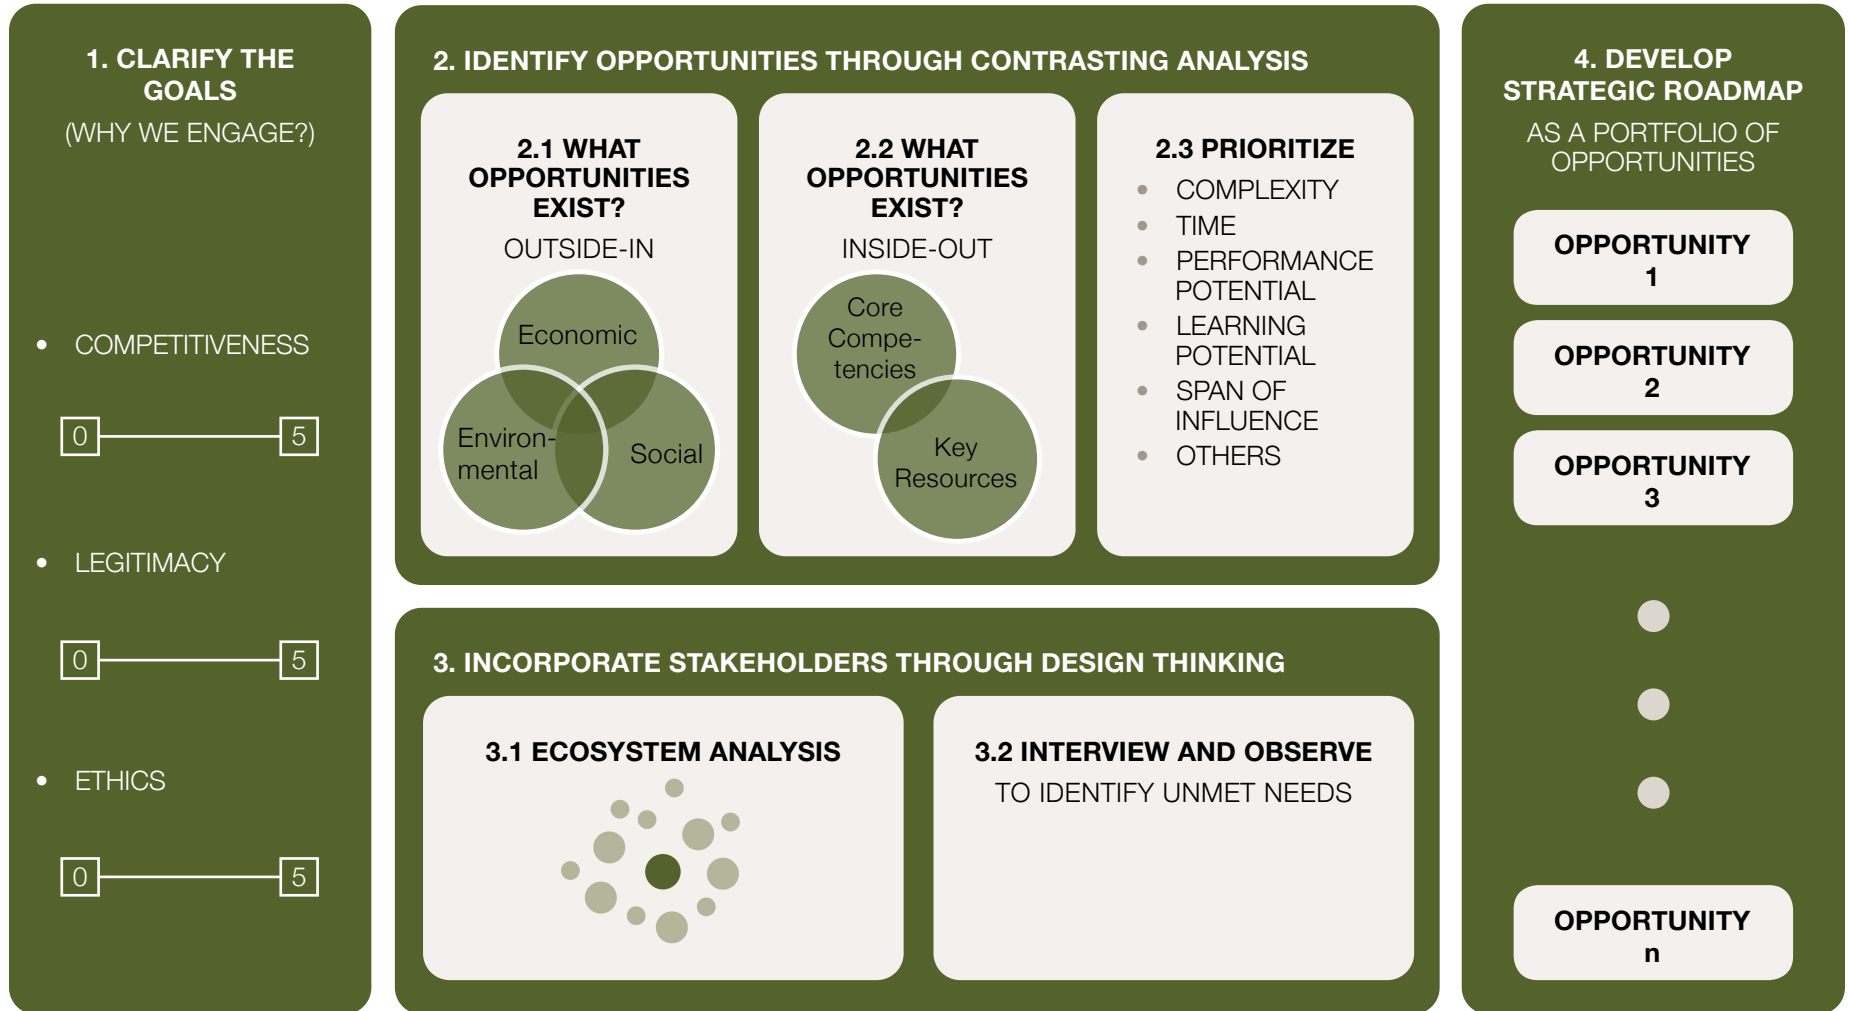 1. CLARIFY THE
GOALS
(WHY WE ENGAGE?)
• COMPETITIVENESS
0 5
• LEGITIMACY
0 5
• ETHICS
0 5
2. IDENTIFY OPPORTUNITIES THROUGH CONTRASTING ANALYSIS
2.1 WHAT
OPPORTUNITIES
EXIST?
OUTSIDE-IN
Economic
Environ-
mental
Social
2.2 WHAT
OPPORTUNITIES
EXIST?
INSIDE-OUT
Core
Compe-
tencies
Key
Resources
2.3 PRIORITIZE
• COMPLEXITY
• TIME
• PERFORMANCE
POTENTIAL
• LEARNING
POTENTIAL
• SPAN OF
INFLUENCE
• OTHERS
3. INCORPORATE STAKEHOLDERS THROUGH DESIGN THINKING
3.1 ECOSYSTEM ANALYSIS
3.2 INTERVIEW AND OBSERVE
TO IDENTIFY UNMET NEEDS
4. DEVELOP
STRATEGIC ROADMAP
AS A PORTFOLIO OF
OPPORTUNITIES
OPPORTUNITY
1
OPPORTUNITY
2
OPPORTUNITY
3
OPPORTUNITY
n